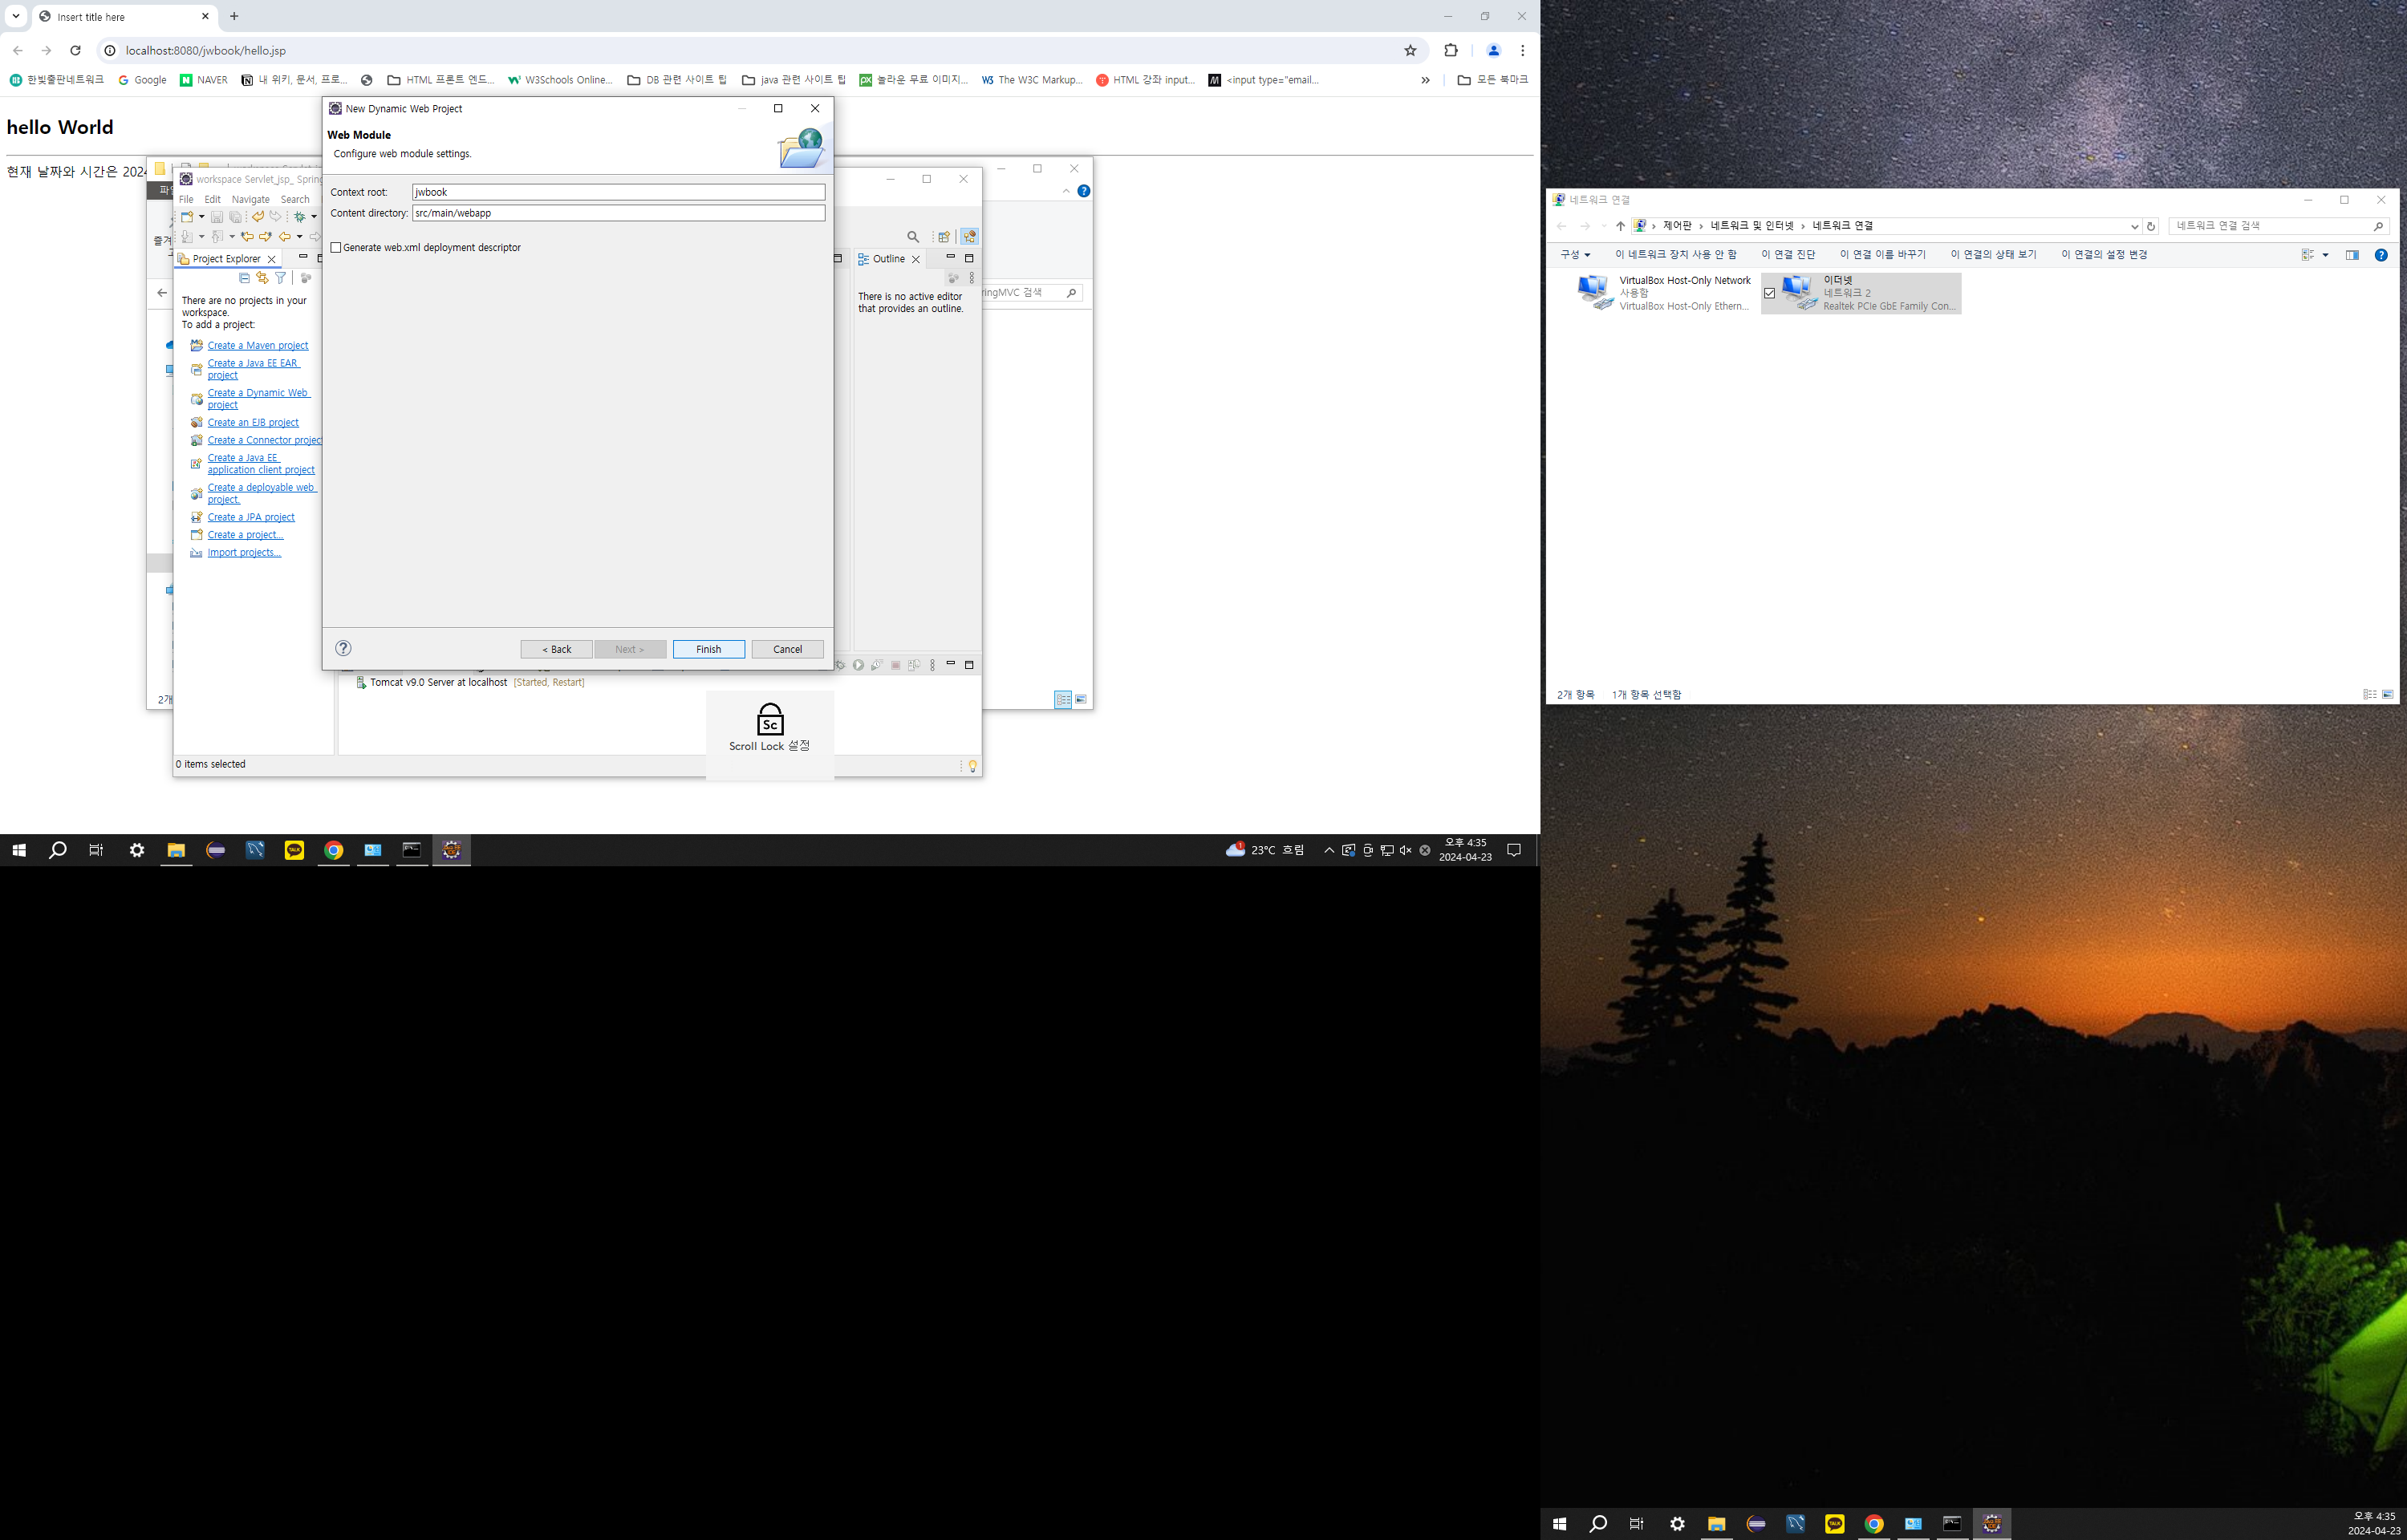 Insert title here
localhost:8080/jwbook/hello.jsp
한빛출판네트워크 Google NAVER 내 위키, 문서, 프로... HTML 프론트 엔드... W3Schools Online... DB 관련 사이트 팁 java 관련 사이트 팁 놀라운 무료 이미지... The W3C Markup... HTML 강좌 input... <input type="email... » 모든 북마크
hello World
현재 날짜와 시간은 2024
New Dynamic Web Project
Web Module
Configure web module settings.
Context root: jwbook
Content directory: src/main/webapp
Generate web.xml deployment descriptor
< Back Next > Finish Cancel
workspace Servlet_jsp_ Spring
File Edit Navigate Search
Project Explorer
There are no projects in your
workspace.
To add a project:
Create a Maven project
Create a Java EE EAR
project
Create a Dynamic Web
project
Create an EJB project
Create a Connector project
Create a Java EE
application client project
Create a deployable web
project.
Create a JPA project
Create a project...
Import projects...
Outline
There is no active editor
that provides an outline.
ringMVC 검색
Tomcat v9.0 Server at localhost [Started, Restart]
Sc
Scroll Lock 설정
0 items selected
2개
23°C 흐림
오후 4:35
2024-04-23
네트워크 연결
제어판 › 네트워크 및 인터넷 › 네트워크 연결
네트워크 연결 검색
구성 이 네트워크 장치 사용 안 함 이 연결 진단 이 연결 이름 바꾸기 이 연결의 상태 보기 이 연결의 설정 변경
VirtualBox Host-Only Network
사용함
VirtualBox Host-Only Ethern...
이더넷
네트워크 2
Realtek PCIe GbE Family Con...
2개 항목 1개 항목 선택함
오후 4:35
2024-04-23